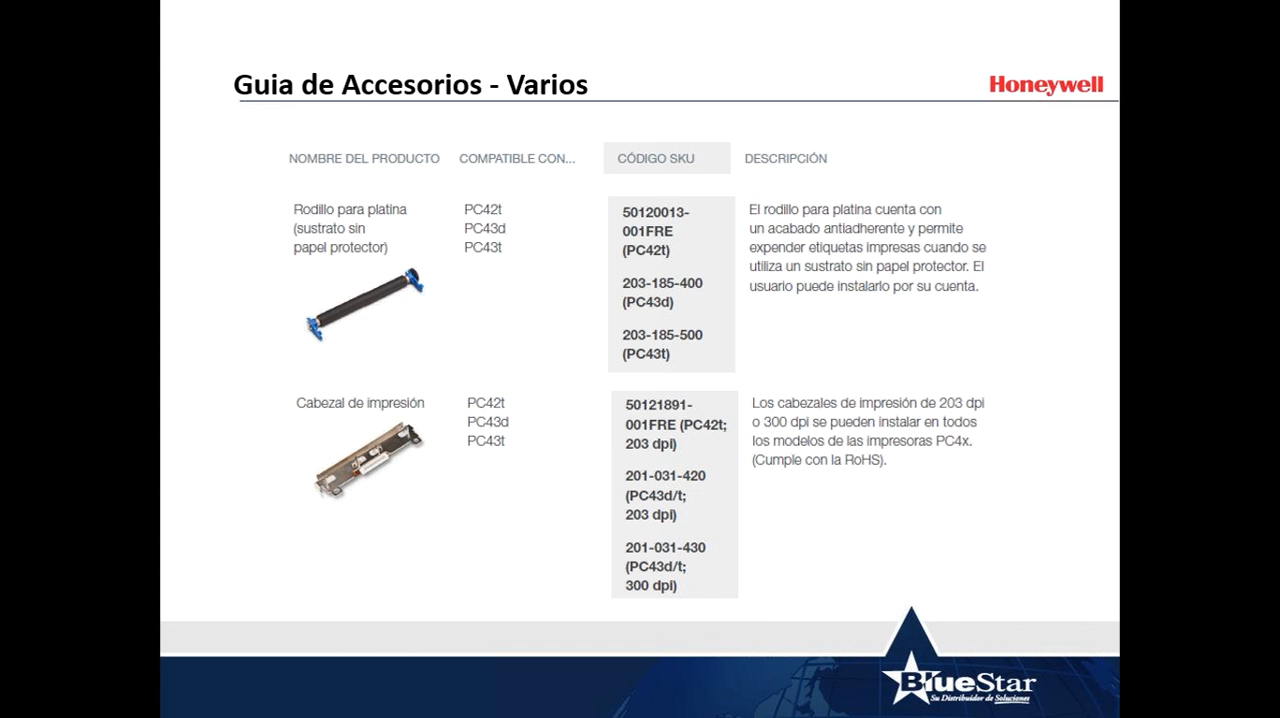 Guia de Accesorios - Varios
Honeywell
NOMBRE DEL PRODUCTO
COMPATIBLE CON...
CÓDIGO SKU
DESCRIPCIÓN
Rodillo para platina
(sustrato sin
papel protector)
PC42t
PC43d
PC43t
50120013-
001FRE
(PC42t)
203-185-400
(PC43d)
203-185-500
(PC43t)
El rodillo para platina cuenta con
un acabado antiadherente y permite
expender etiquetas impresas cuando se
utiliza un sustrato sin papel protector. El
usuario puede instalarlo por su cuenta.
Cabezal de impresión
PC42t
PC43d
PC43t
50121891-
001FRE (PC42t;
203 dpi)
201-031-420
(PC43d/t;
203 dpi)
201-031-430
(PC43d/t;
300 dpi)
Los cabezales de impresión de 203 dpi
o 300 dpi se pueden instalar en todos
los modelos de las impresoras PC4x.
(Cumple con la RoHS).
BlueStar
Su Distribuidor de Soluciones